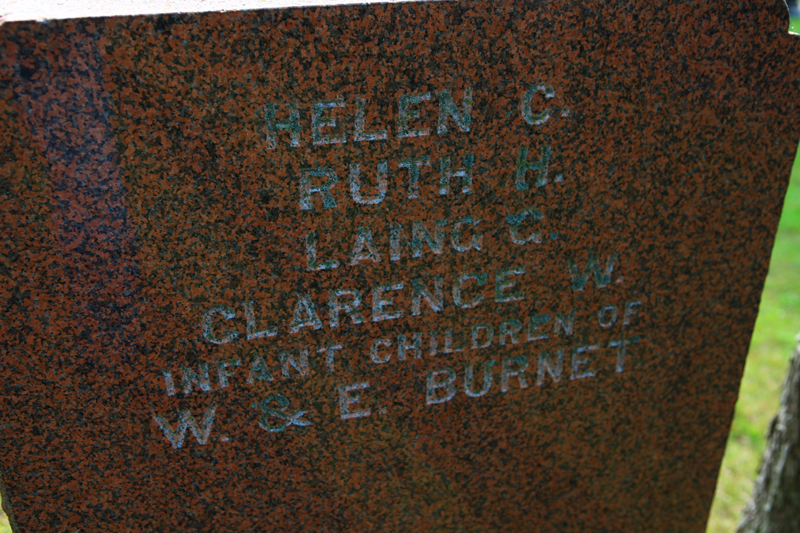 HELEN C.
RUTH H.
LAING G.
CLARENCE W.
INFANT CHILDREN OF
W. & E. BURNET